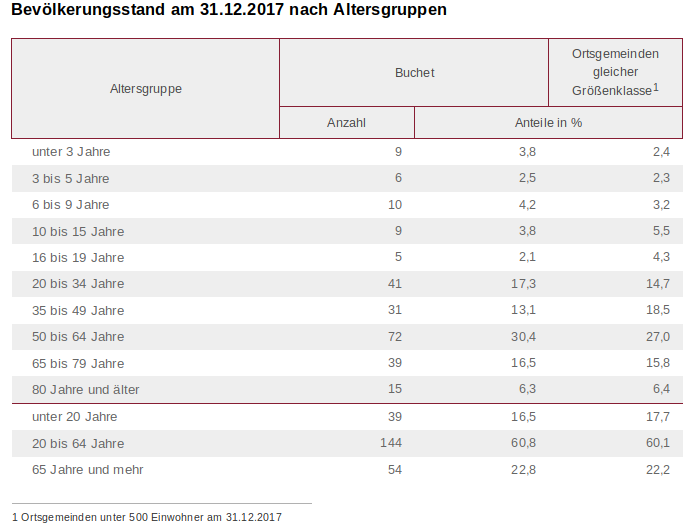 Bevölkerungsstand am 31.12.2017 nach Altersgruppen
Altersgruppe
Buchet
Ortsgemeinden
gleicher
Größenklasse1
Anzahl
Anteile in %
unter 3 Jahre 9 3,8 2,4
3 bis 5 Jahre 6 2,5 2,3
6 bis 9 Jahre 10 4,2 3,2
10 bis 15 Jahre 9 3,8 5,5
16 bis 19 Jahre 5 2,1 4,3
20 bis 34 Jahre 41 17,3 14,7
35 bis 49 Jahre 31 13,1 18,5
50 bis 64 Jahre 72 30,4 27,0
65 bis 79 Jahre 39 16,5 15,8
80 Jahre und älter 15 6,3 6,4
unter 20 Jahre 39 16,5 17,7
20 bis 64 Jahre 144 60,8 60,1
65 Jahre und mehr 54 22,8 22,2
1 Ortsgemeinden unter 500 Einwohner am 31.12.2017